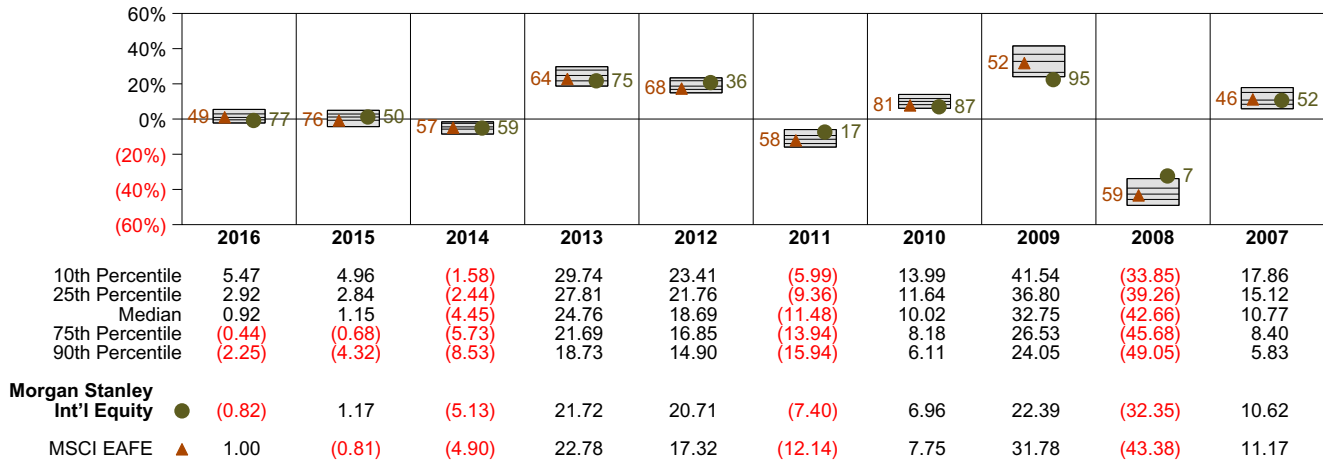 60%
40%
20%
0%
(20%)
(40%)
(60%)
49 77 76 50 57 59 64 75 68 36 58 17 81 87 52 95 59 7 46 52
2016 2015 2014 2013 2012 2011 2010 2009 2008 2007
10th Percentile 5.47 4.96 (1.58) 29.74 23.41 (5.99) 13.99 41.54 (33.85) 17.86
25th Percentile 2.92 2.84 (2.44) 27.81 21.76 (9.36) 11.64 36.80 (39.26) 15.12
Median 0.92 1.15 (4.45) 24.76 18.69 (11.48) 10.02 32.75 (42.66) 10.77
75th Percentile (0.44) (0.68) (5.73) 21.69 16.85 (13.94) 8.18 26.53 (45.68) 8.40
90th Percentile (2.25) (4.32) (8.53) 18.73 14.90 (15.94) 6.11 24.05 (49.05) 5.83
Morgan Stanley
Int'l Equity (0.82) 1.17 (5.13) 21.72 20.71 (7.40) 6.96 22.39 (32.35) 10.62
MSCI EAFE 1.00 (0.81) (4.90) 22.78 17.32 (12.14) 7.75 31.78 (43.38) 11.17